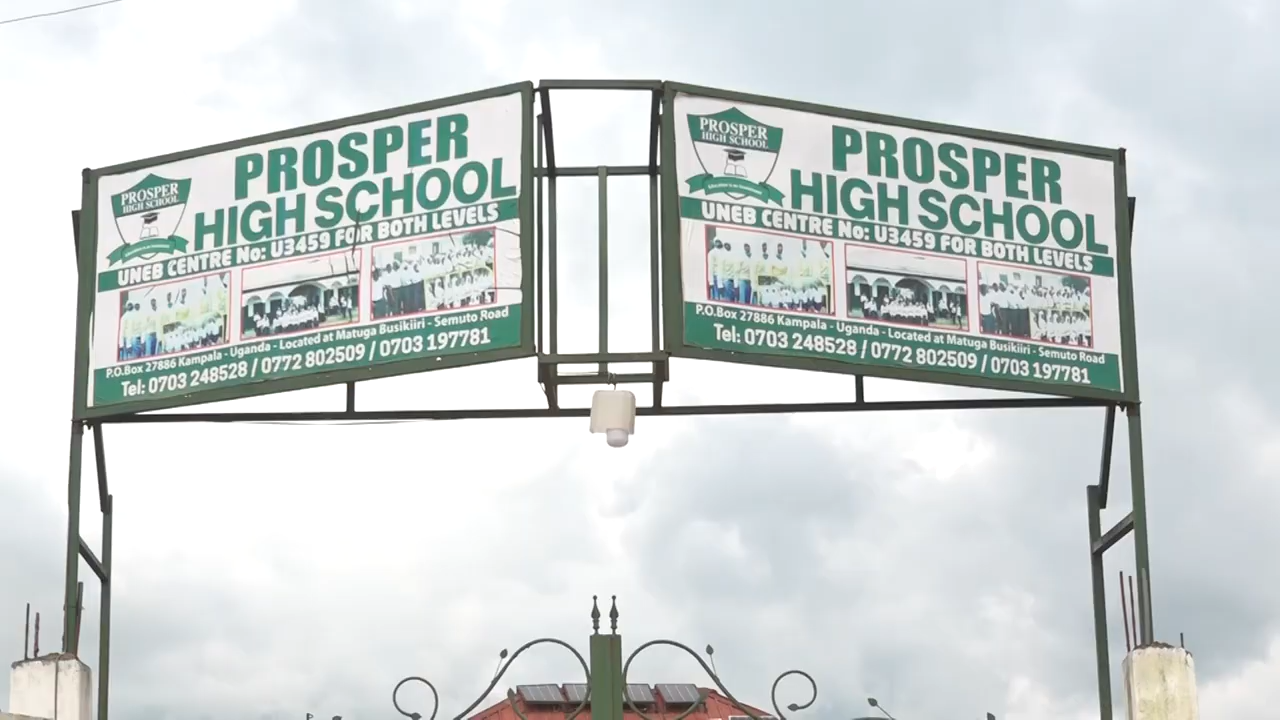 PROSPER
HIGH SCHOOL
PROSPER
HIGH SCHOOL
UNEB CENTRE No: U3459 FOR BOTH LEVELS
P.O.Box 27886 Kampala - Uganda - Located at Matuga Busikiiri - Semuto Road
Tel: 0703 248528 / 0772 802509 / 0703 197781
PROSPER
HIGH SCHOOL
PROSPER
HIGH SCHOOL
UNEB CENTRE No: U3459 FOR BOTH LEVELS
P.O.Box 27886 Kampala - Uganda - Located at Matuga Busikiiri - Semuto Road
Tel: 0703 248528 / 0772 802509 / 0703 197781